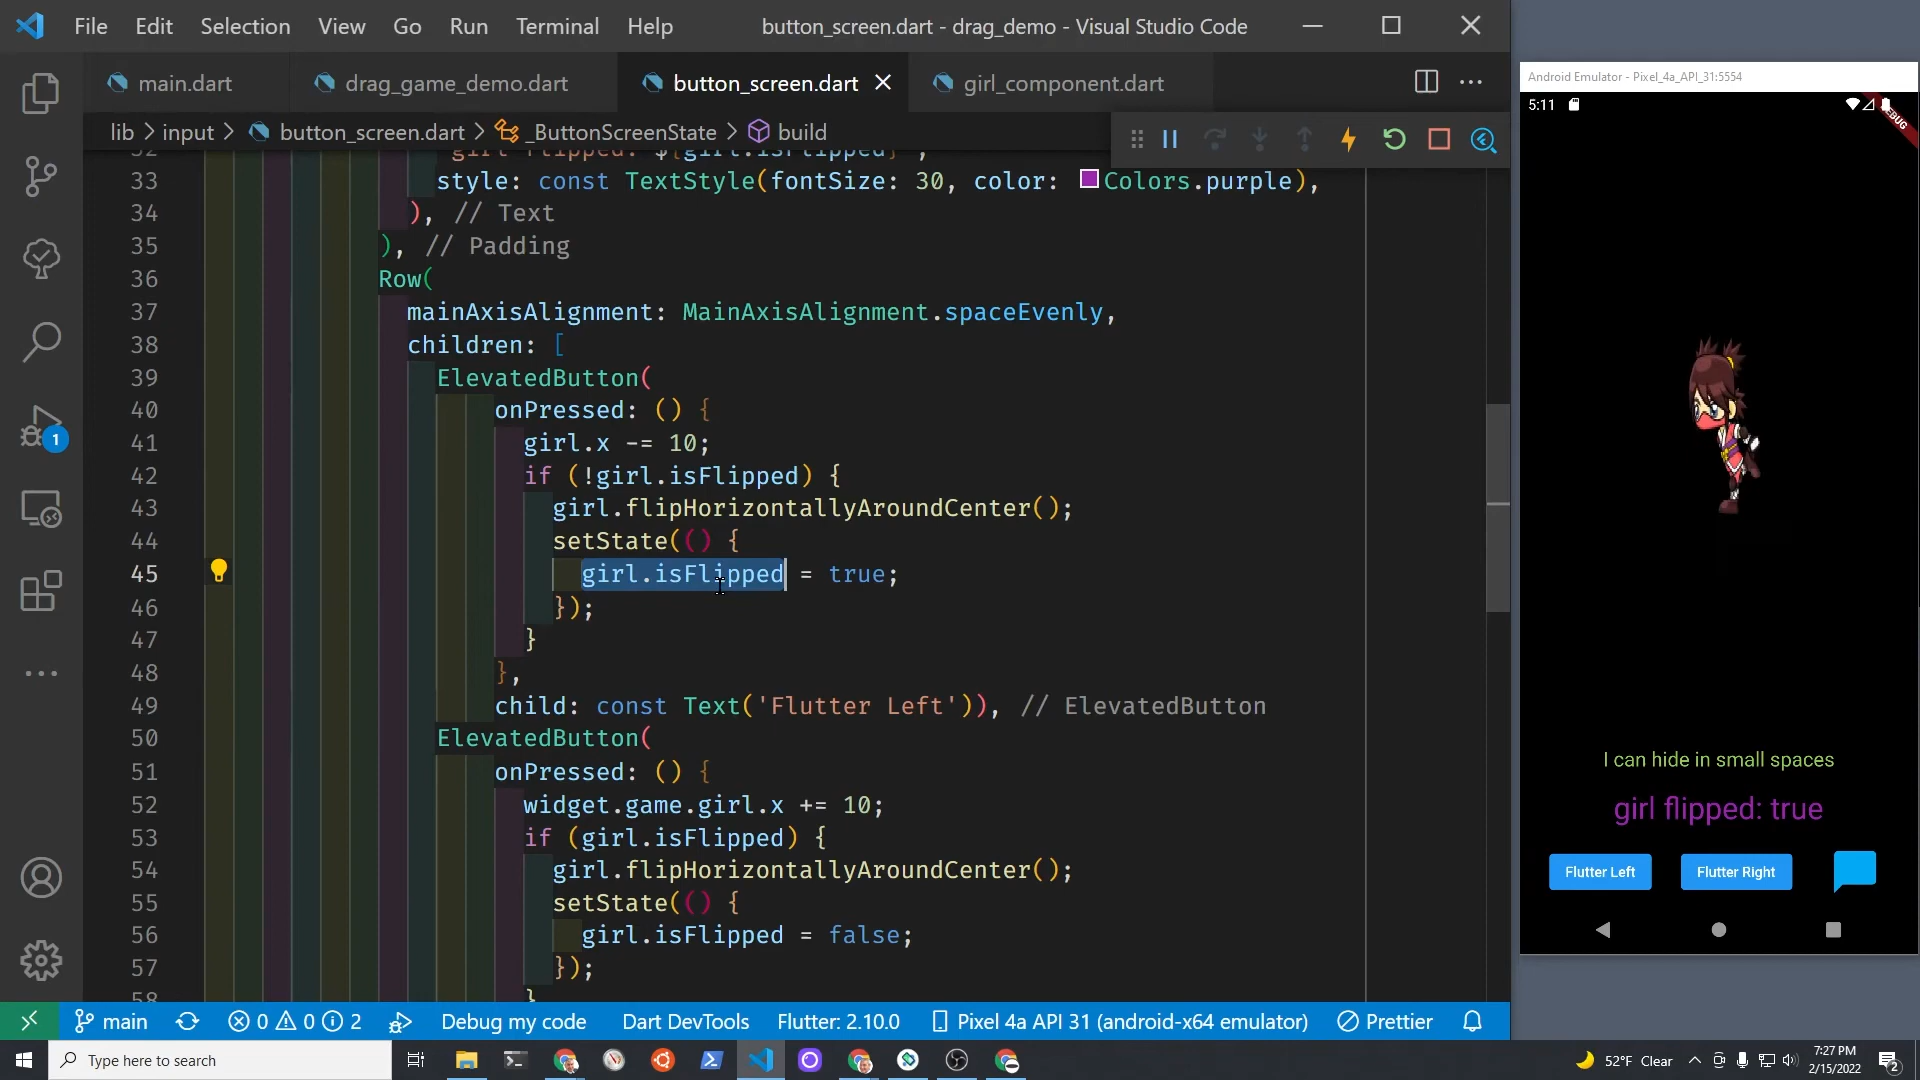 File Edit Selection View Go Run Terminal Help button_screen.dart - drag_demo - Visual Studio Code
main.dart drag_game_demo.dart button_screen.dart girl_component.dart
lib > input > button_screen.dart > _ButtonScreenState > build
33 style: const TextStyle(fontSize: 30, color: Colors.purple),
34 ), // Text
35 ), // Padding
36 Row(
37 mainAxisAlignment: MainAxisAlignment.spaceEvenly,
38 children: [
39 ElevatedButton(
40 onPressed: () {
41 girl.x -= 10;
42 if (!girl.isFlipped) {
43 girl.flipHorizontallyAroundCenter();
44 setState(() {
45 girl.isFlipped = true;
46 });
47 }
48 },
49 child: const Text('Flutter Left')), // ElevatedButton
50 ElevatedButton(
51 onPressed: () {
52 widget.game.girl.x += 10;
53 if (girl.isFlipped) {
54 girl.flipHorizontallyAroundCenter();
55 setState(() {
56 girl.isFlipped = false;
57 });
58 }
1
main 0 0 2 Debug my code Dart DevTools Flutter: 2.10.0 Pixel 4a API 31 (android-x64 emulator) Prettier
Android Emulator - Pixel_4a_API_31:5554
5:11
I can hide in small spaces
girl flipped: true
Flutter Left Flutter Right
Type here to search
52°F Clear
7:27 PM
2/15/2022
2